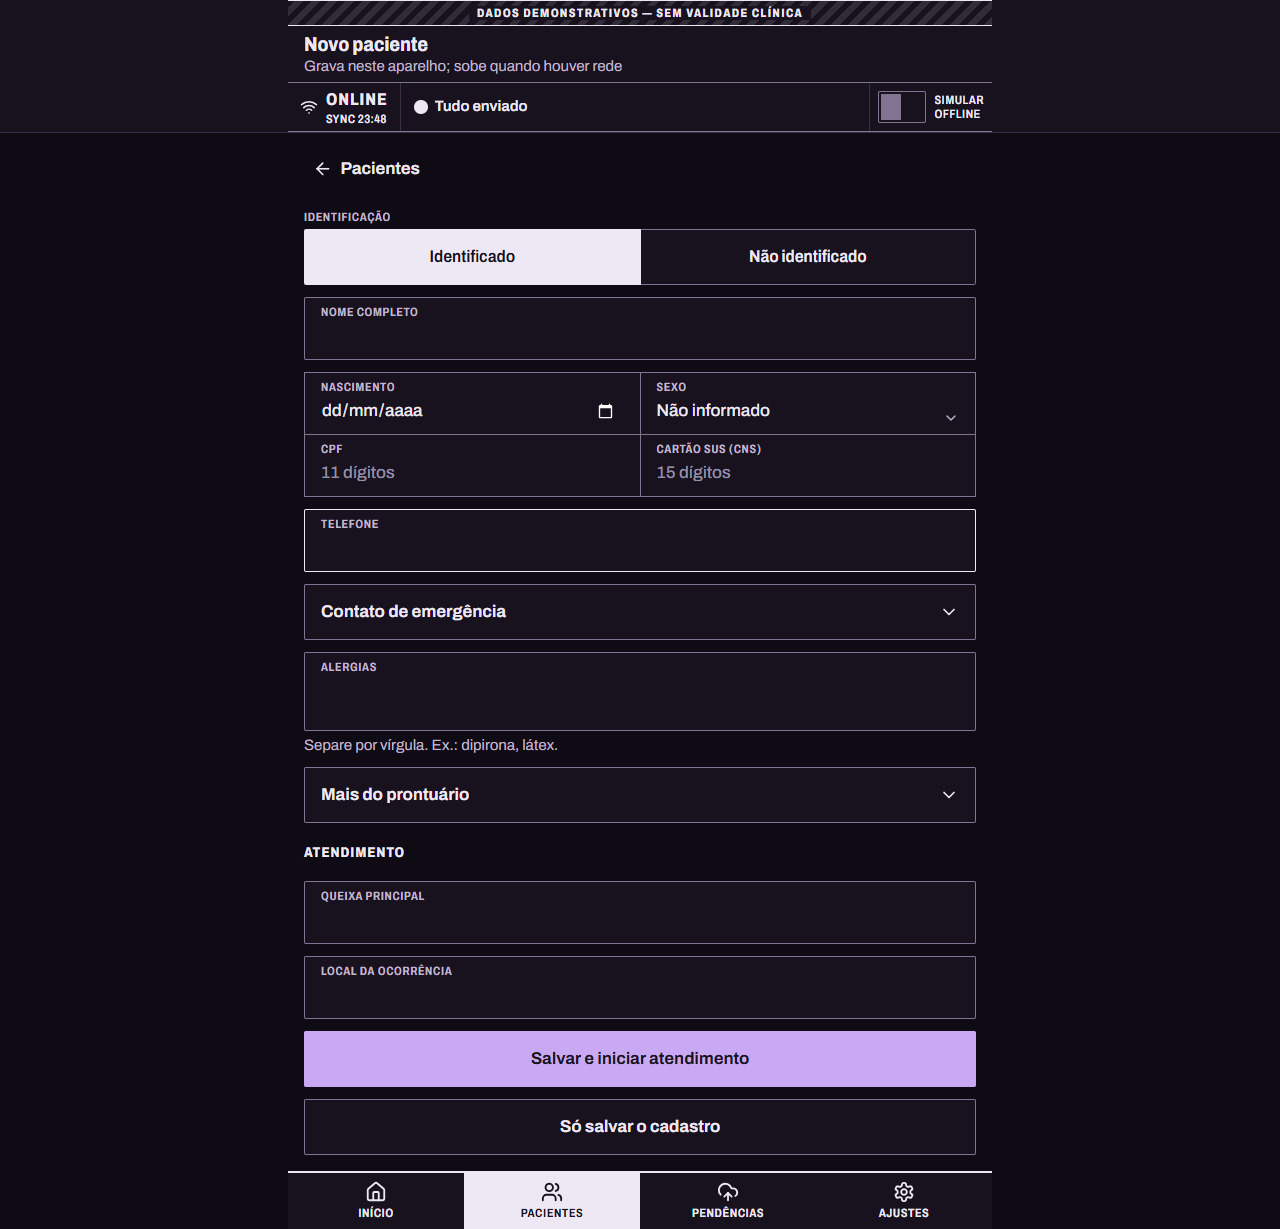 DADOS DEMONSTRATIVOS — SEM VALIDADE CLÍNICA
Novo paciente
Grava neste aparelho; sobe quando houver rede
ONLINE
SYNC 23:48
Tudo enviado
SIMULAR
OFFLINE
Pacientes
IDENTIFICAÇÃO
Identificado
Não identificado
NOME COMPLETO
NASCIMENTO
dd/mm/aaaa
SEXO
Não informado
CPF
11 dígitos
CARTÃO SUS (CNS)
15 dígitos
TELEFONE
Contato de emergência
ALERGIAS
Separe por vírgula. Ex.: dipirona, látex.
Mais do prontuário
ATENDIMENTO
QUEIXA PRINCIPAL
LOCAL DA OCORRÊNCIA
Salvar e iniciar atendimento
Só salvar o cadastro
INÍCIO
PACIENTES
PENDÊNCIAS
AJUSTES